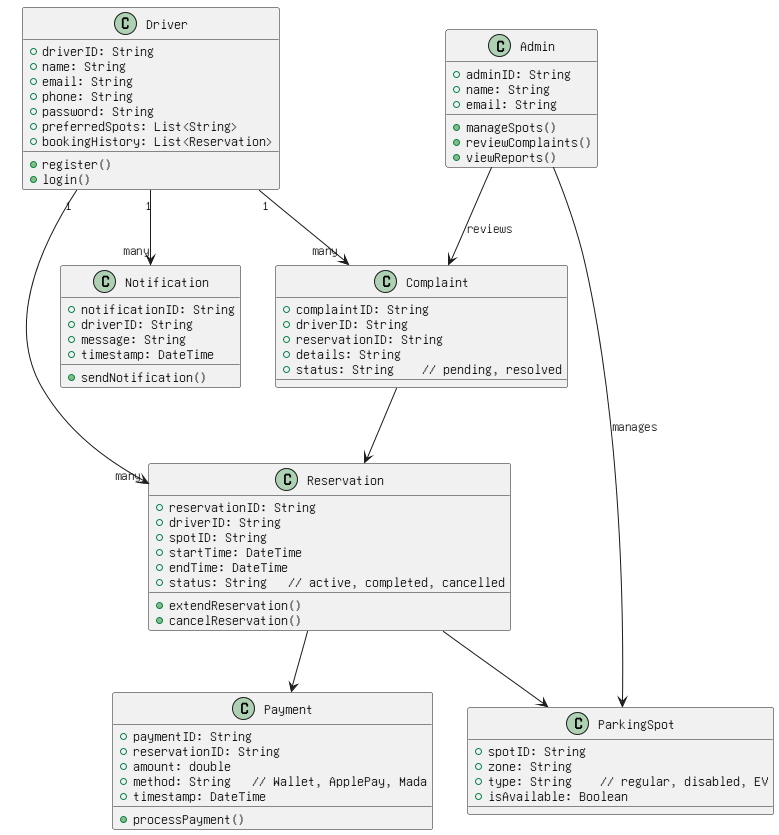 C Driver
driverID: String
name: String
email: String
phone: String
password: String
preferredSpots: List<String>
bookingHistory: List<Reservation>
register()
login()
C Admin
adminID: String
name: String
email: String
manageSpots()
reviewComplaints()
viewReports()
1
1
1
reviews
many
many
C Notification
notificationID: String
driverID: String
message: String
timestamp: DateTime
sendNotification()
C Complaint
complaintID: String
driverID: String
reservationID: String
details: String
status: String    // pending, resolved
manages
many
C Reservation
reservationID: String
driverID: String
spotID: String
startTime: DateTime
endTime: DateTime
status: String   // active, completed, cancelled
extendReservation()
cancelReservation()
C Payment
paymentID: String
reservationID: String
amount: double
method: String   // Wallet, ApplePay, Mada
timestamp: DateTime
processPayment()
C ParkingSpot
spotID: String
zone: String
type: String    // regular, disabled, EV
isAvailable: Boolean